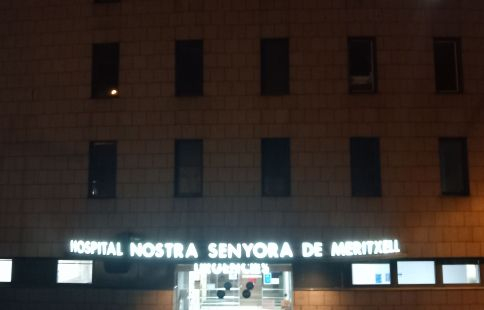 HOSPITAL NOSTRA SENYORA DE MERITXELL